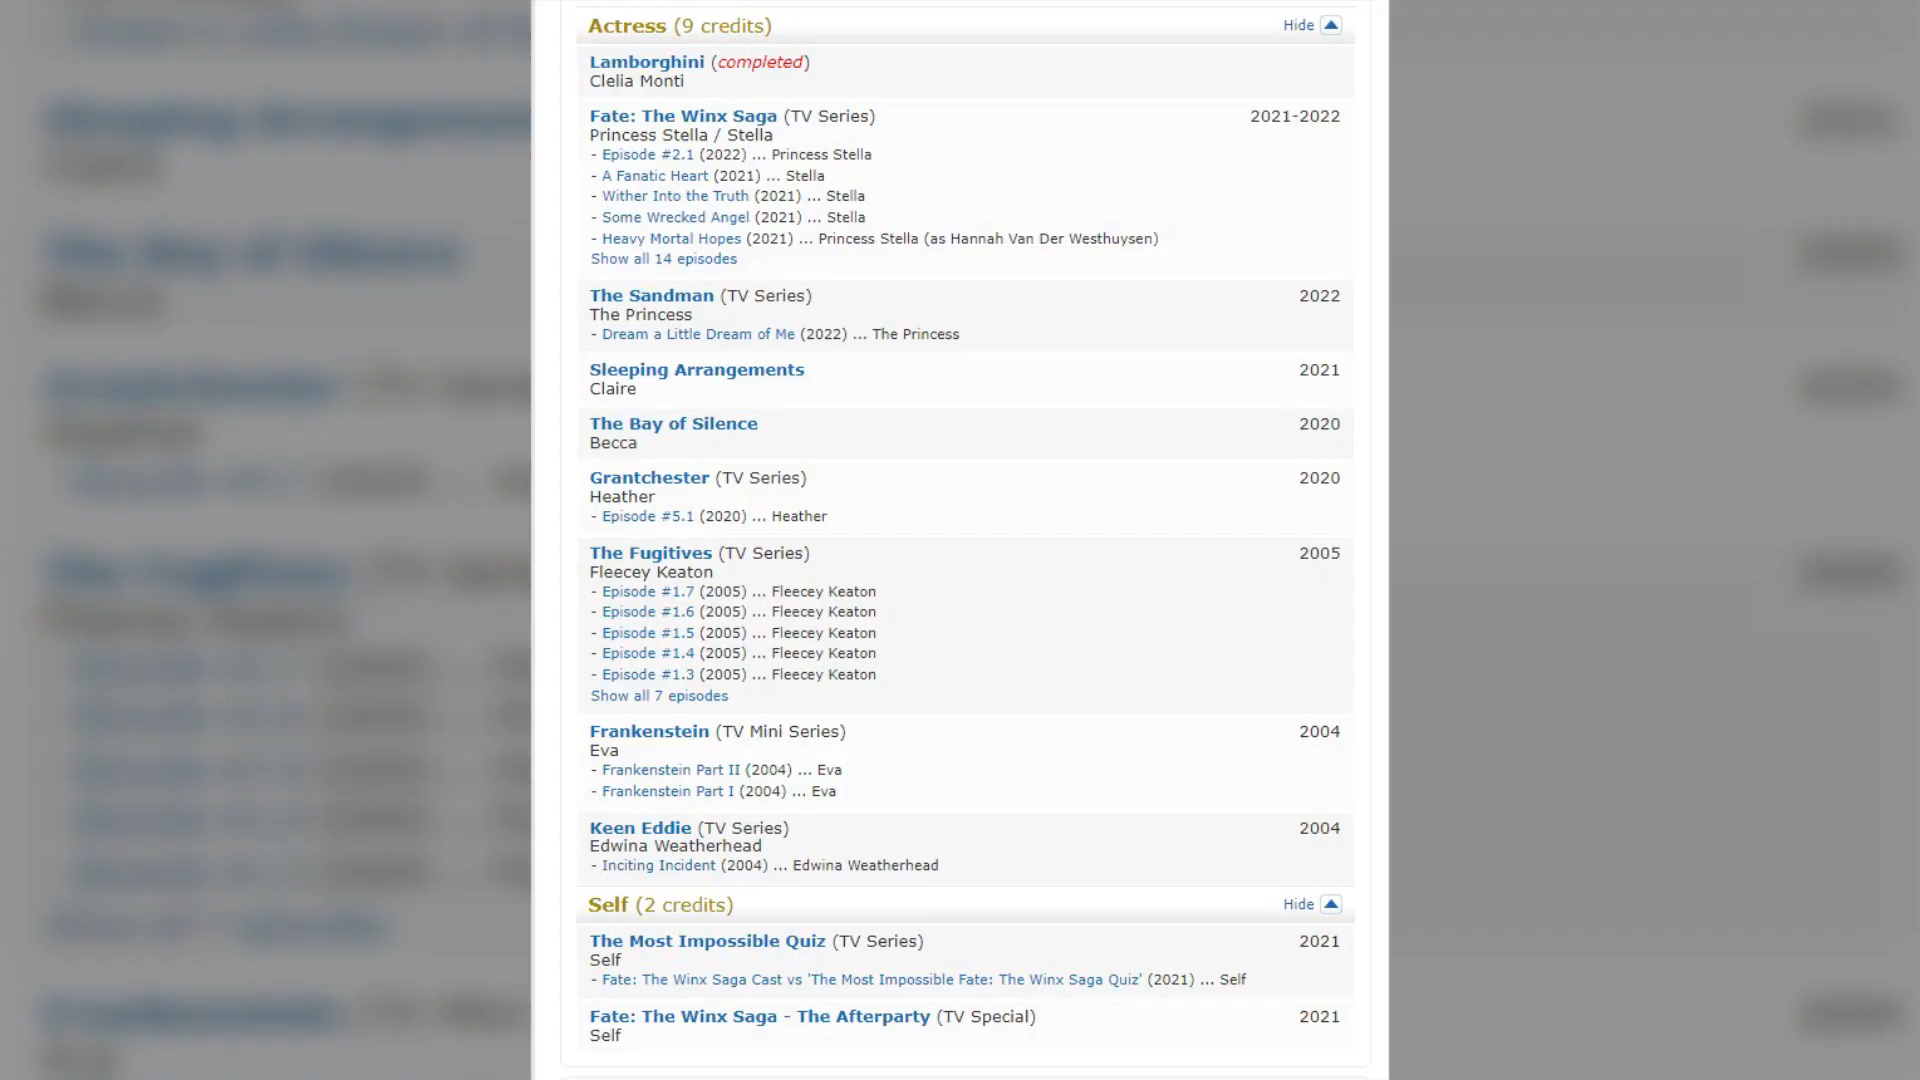 Actress (9 credits) Hide
Lamborghini (completed)
Clelia Monti
Fate: The Winx Saga (TV Series) 2021-2022
Princess Stella / Stella
- Episode #2.1 (2022) ... Princess Stella
- A Fanatic Heart (2021) ... Stella
- Wither Into the Truth (2021) ... Stella
- Some Wrecked Angel (2021) ... Stella
- Heavy Mortal Hopes (2021) ... Princess Stella (as Hannah Van Der Westhuysen)
Show all 14 episodes
The Sandman (TV Series) 2022
The Princess
- Dream a Little Dream of Me (2022) ... The Princess
Sleeping Arrangements 2021
Claire
The Bay of Silence 2020
Becca
Grantchester (TV Series) 2020
Heather
- Episode #5.1 (2020) ... Heather
The Fugitives (TV Series) 2005
Fleecey Keaton
- Episode #1.7 (2005) ... Fleecey Keaton
- Episode #1.6 (2005) ... Fleecey Keaton
- Episode #1.5 (2005) ... Fleecey Keaton
- Episode #1.4 (2005) ... Fleecey Keaton
- Episode #1.3 (2005) ... Fleecey Keaton
Show all 7 episodes
Frankenstein (TV Mini Series) 2004
Eva
- Frankenstein Part II (2004) ... Eva
- Frankenstein Part I (2004) ... Eva
Keen Eddie (TV Series) 2004
Edwina Weatherhead
- Inciting Incident (2004) ... Edwina Weatherhead
Self (2 credits) Hide
The Most Impossible Quiz (TV Series) 2021
Self
- Fate: The Winx Saga Cast vs 'The Most Impossible Fate: The Winx Saga Quiz' (2021) ... Self
Fate: The Winx Saga - The Afterparty (TV Special) 2021
Self